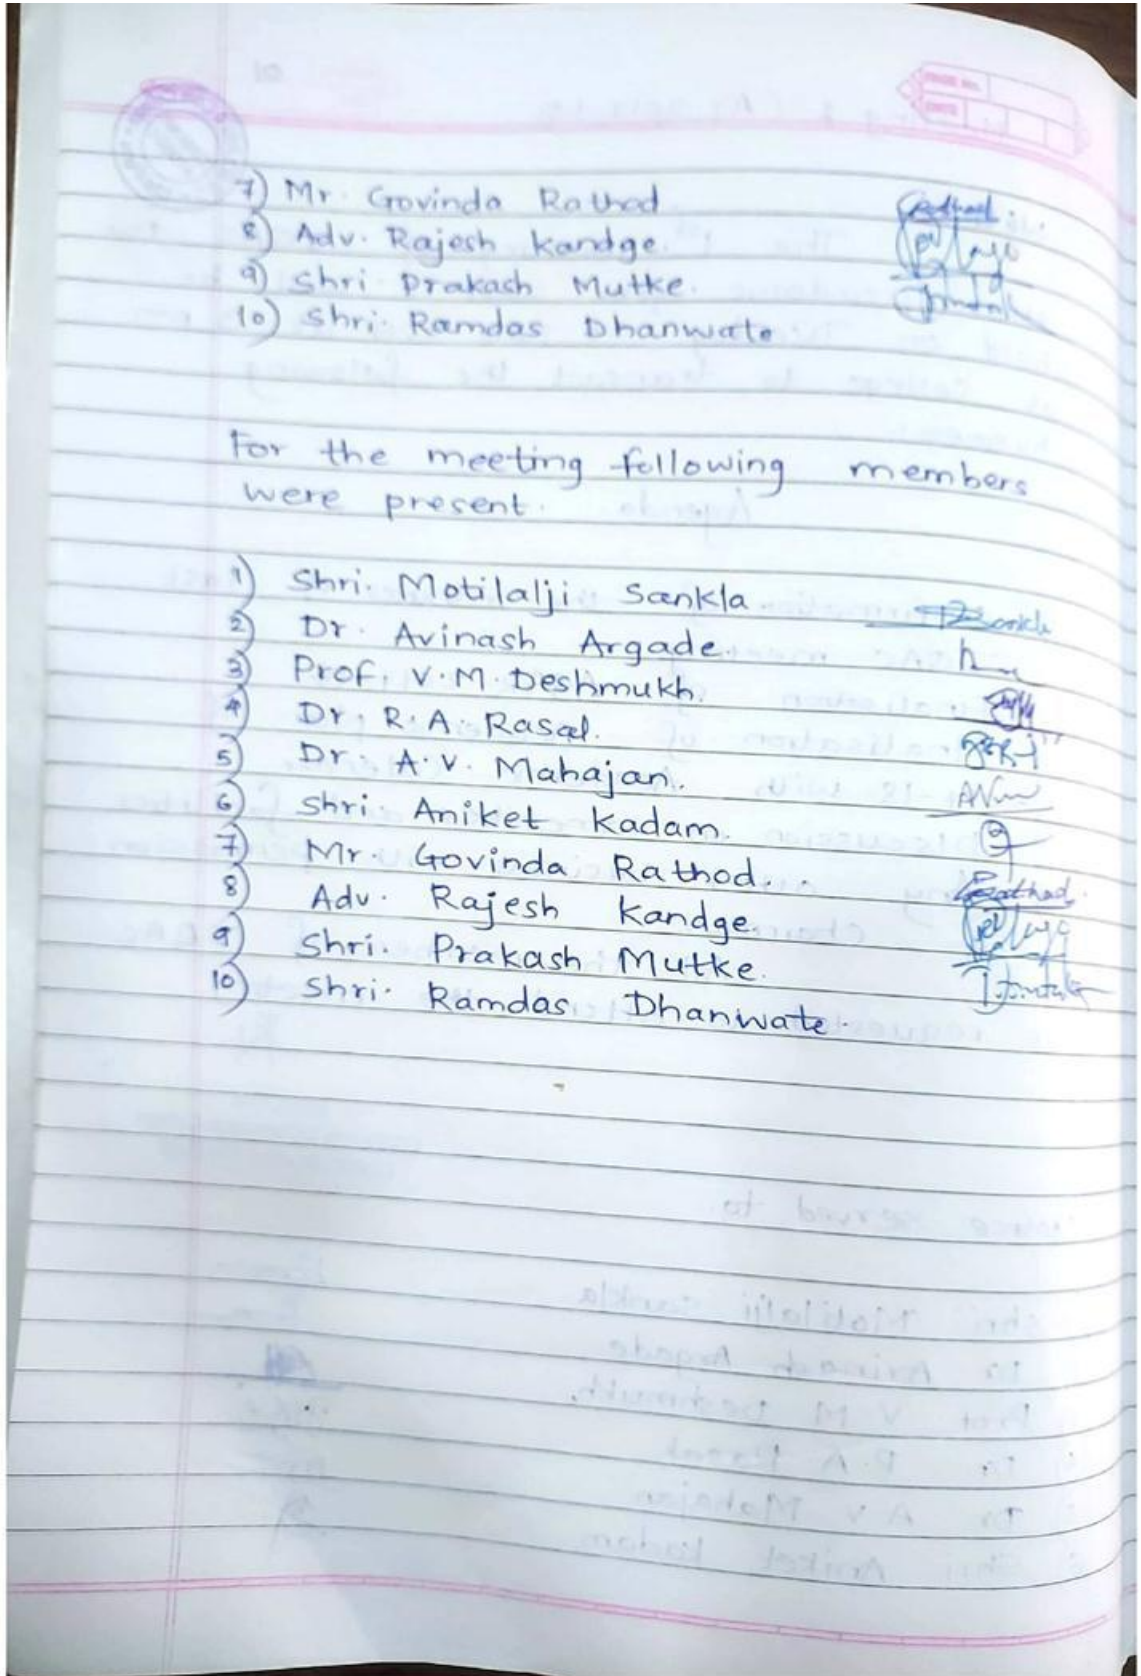 7) Mr. Govinda Rathod
8) Adv. Rajesh Kandge.
9) Shri. Prakash Mutke.
10) Shri. Ramdas Dhanwate
For the meeting following members
were present.
1) Shri. Motilalji Sankla
2) Dr. Avinash Argade.
3) Prof. V.M. Deshmukh.
4) Dr. R.A. Rasal.
5) Dr. A.V. Mahajan.
6) Shri. Aniket Kadam.
7) Mr. Govinda Rathod.
8) Adv. Rajesh Kandge.
9) Shri. Prakash Mutke.
10) Shri. Ramdas Dhanwate.